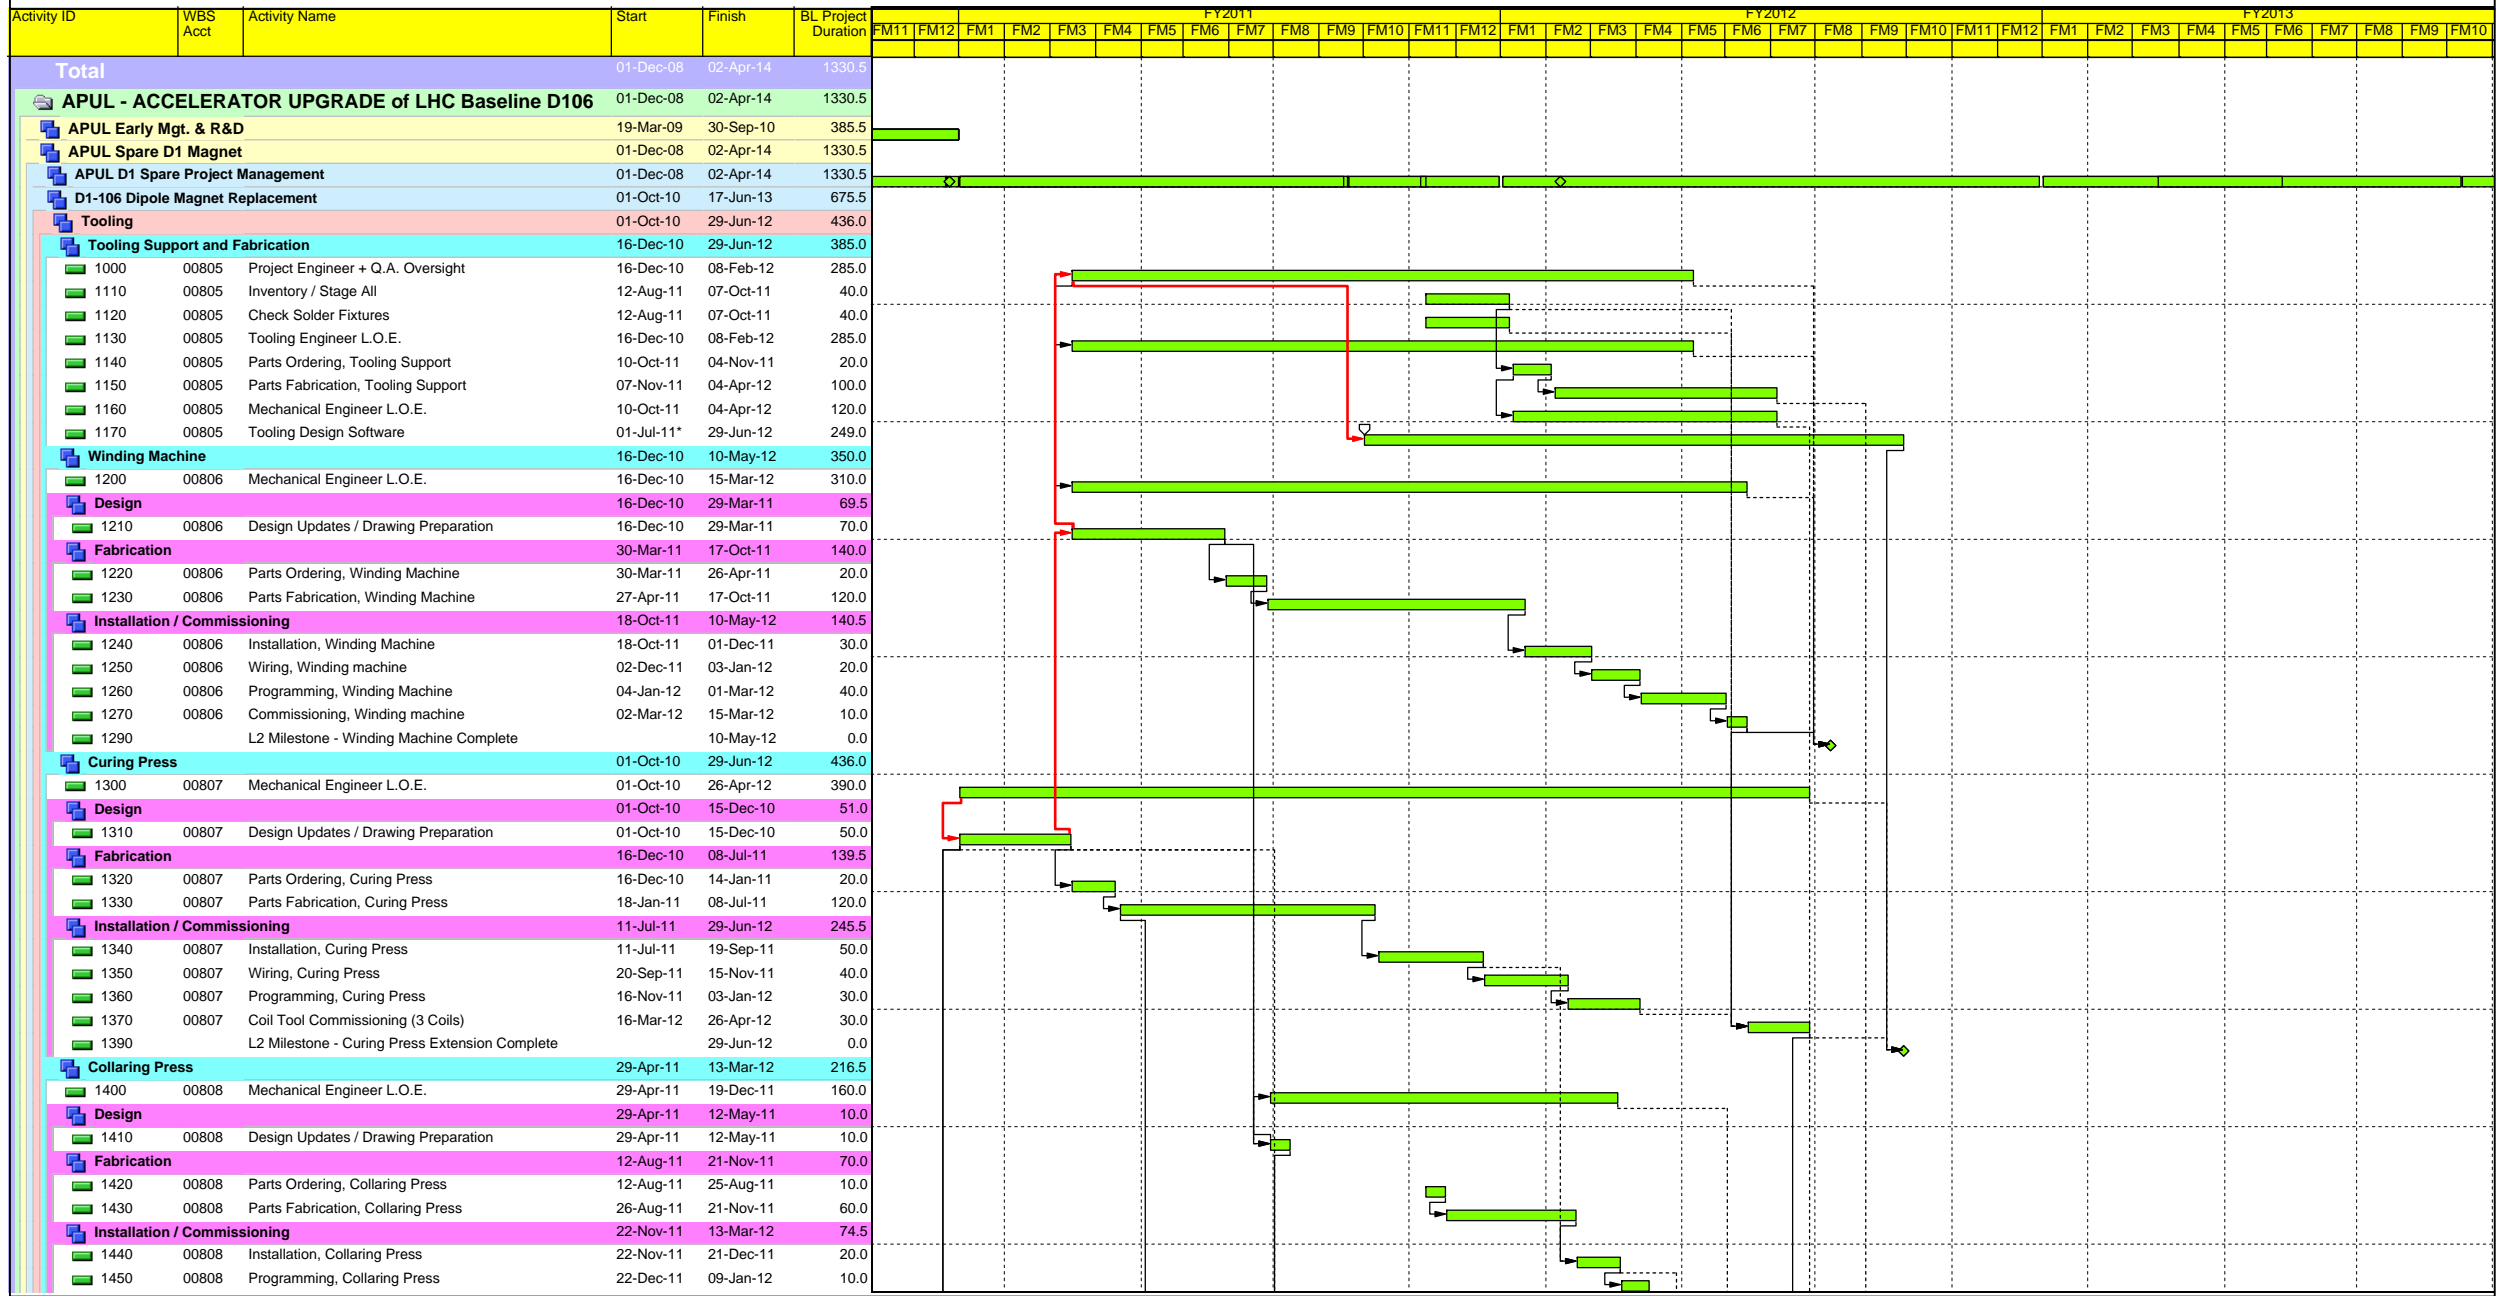 Activity ID WBS Acct Activity Name Start Finish BL Project Duration FY2011 FY2012 FY2013
FM11 FM12 FM1 FM2 FM3 FM4 FM5 FM6 FM7 FM8 FM9 FM10 FM11 FM12 FM1 FM2 FM3 FM4 FM5 FM6 FM7 FM8 FM9 FM10 FM11 FM12 FM1 FM2 FM3 FM4 FM5 FM6 FM7 FM8 FM9 FM10
Total 01-Dec-08 02-Apr-14 1330.5
APUL - ACCELERATOR UPGRADE of LHC Baseline D106 01-Dec-08 02-Apr-14 1330.5
APUL Early Mgt. & R&D 19-Mar-09 30-Sep-10 385.5
APUL Spare D1 Magnet 01-Dec-08 02-Apr-14 1330.5
APUL D1 Spare Project Management 01-Dec-08 02-Apr-14 1330.5
D1-106 Dipole Magnet Replacement 01-Oct-10 17-Jun-13 675.5
Tooling 01-Oct-10 29-Jun-12 436.0
Tooling Support and Fabrication 16-Dec-10 29-Jun-12 385.0
1000 00805 Project Engineer + Q.A. Oversight 16-Dec-10 08-Feb-12 285.0
1110 00805 Inventory / Stage All 12-Aug-11 07-Oct-11 40.0
1120 00805 Check Solder Fixtures 12-Aug-11 07-Oct-11 40.0
1130 00805 Tooling Engineer L.O.E. 16-Dec-10 08-Feb-12 285.0
1140 00805 Parts Ordering, Tooling Support 10-Oct-11 04-Nov-11 20.0
1150 00805 Parts Fabrication, Tooling Support 07-Nov-11 04-Apr-12 100.0
1160 00805 Mechanical Engineer L.O.E. 10-Oct-11 04-Apr-12 120.0
1170 00805 Tooling Design Software 01-Jul-11* 29-Jun-12 249.0
Winding Machine 16-Dec-10 10-May-12 350.0
1200 00806 Mechanical Engineer L.O.E. 16-Dec-10 15-Mar-12 310.0
Design 16-Dec-10 29-Mar-11 69.5
1210 00806 Design Updates / Drawing Preparation 16-Dec-10 29-Mar-11 70.0
Fabrication 30-Mar-11 17-Oct-11 140.0
1220 00806 Parts Ordering, Winding Machine 30-Mar-11 26-Apr-11 20.0
1230 00806 Parts Fabrication, Winding Machine 27-Apr-11 17-Oct-11 120.0
Installation / Commissioning 18-Oct-11 10-May-12 140.5
1240 00806 Installation, Winding Machine 18-Oct-11 01-Dec-11 30.0
1250 00806 Wiring, Winding machine 02-Dec-11 03-Jan-12 20.0
1260 00806 Programming, Winding Machine 04-Jan-12 01-Mar-12 40.0
1270 00806 Commissioning, Winding machine 02-Mar-12 15-Mar-12 10.0
1290 L2 Milestone - Winding Machine Complete 10-May-12 0.0
Curing Press 01-Oct-10 29-Jun-12 436.0
1300 00807 Mechanical Engineer L.O.E. 01-Oct-10 26-Apr-12 390.0
Design 01-Oct-10 15-Dec-10 51.0
1310 00807 Design Updates / Drawing Preparation 01-Oct-10 15-Dec-10 50.0
Fabrication 16-Dec-10 08-Jul-11 139.5
1320 00807 Parts Ordering, Curing Press 16-Dec-10 14-Jan-11 20.0
1330 00807 Parts Fabrication, Curing Press 18-Jan-11 08-Jul-11 120.0
Installation / Commissioning 11-Jul-11 29-Jun-12 245.5
1340 00807 Installation, Curing Press 11-Jul-11 19-Sep-11 50.0
1350 00807 Wiring, Curing Press 20-Sep-11 15-Nov-11 40.0
1360 00807 Programming, Curing Press 16-Nov-11 03-Jan-12 30.0
1370 00807 Coil Tool Commissioning (3 Coils) 16-Mar-12 26-Apr-12 30.0
1390 L2 Milestone - Curing Press Extension Complete 29-Jun-12 0.0
Collaring Press 29-Apr-11 13-Mar-12 216.5
1400 00808 Mechanical Engineer L.O.E. 29-Apr-11 19-Dec-11 160.0
Design 29-Apr-11 12-May-11 10.0
1410 00808 Design Updates / Drawing Preparation 29-Apr-11 12-May-11 10.0
Fabrication 12-Aug-11 21-Nov-11 70.0
1420 00808 Parts Ordering, Collaring Press 12-Aug-11 25-Aug-11 10.0
1430 00808 Parts Fabrication, Collaring Press 26-Aug-11 21-Nov-11 60.0
Installation / Commissioning 22-Nov-11 13-Mar-12 74.5
1440 00808 Installation, Collaring Press 22-Nov-11 21-Dec-11 20.0
1450 00808 Programming, Collaring Press 22-Dec-11 09-Jan-12 10.0